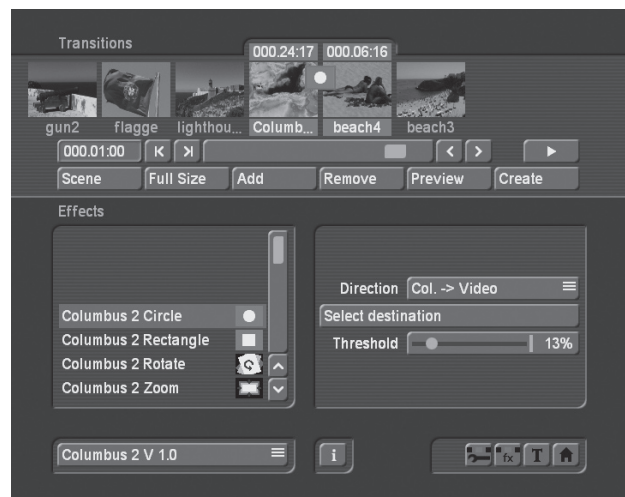 Transitions
000.24:17 000.06:16
gun2 flagge lighthou... Columb... beach4 beach3
000.01:00
Scene Full Size Add Remove Preview Create
Effects
Columbus 2 Circle
Columbus 2 Rectangle
Columbus 2 Rotate
Columbus 2 Zoom
Direction Col. -> Video
Select destination
Threshold 13%
Columbus 2 V 1.0
i
fx T